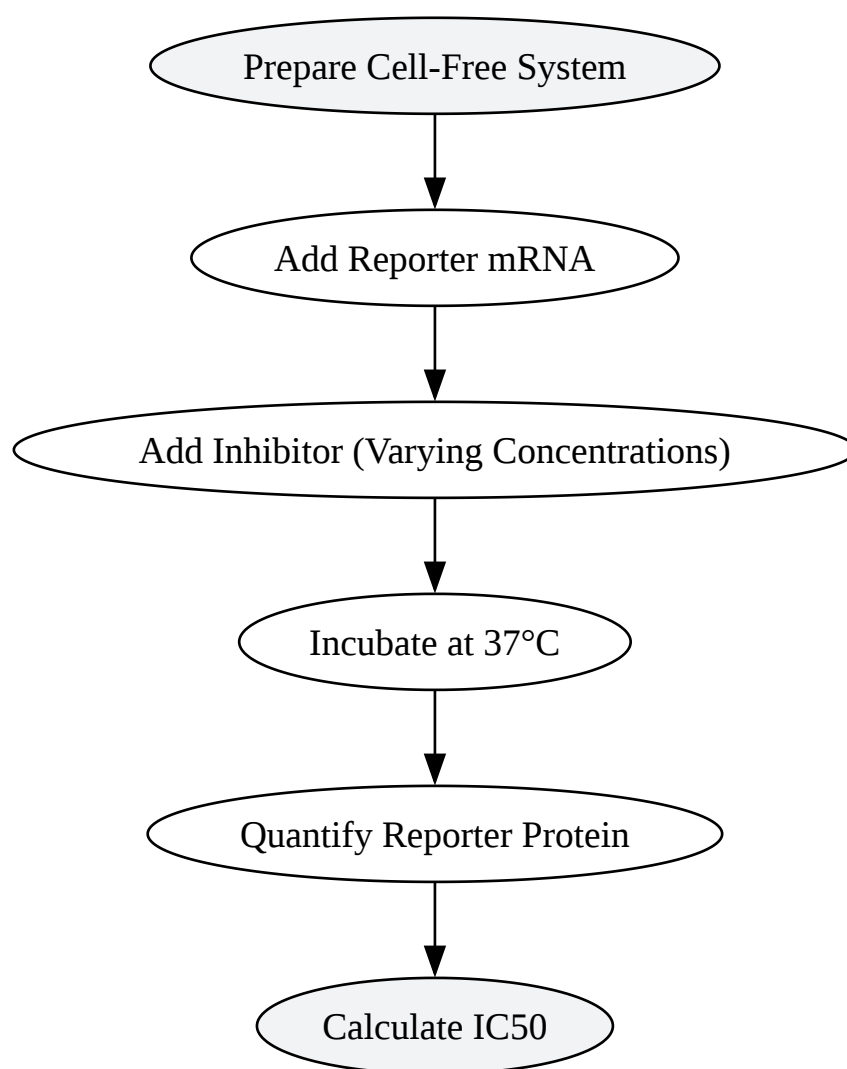 Prepare Cell-Free System
Add Reporter mRNA
Add Inhibitor (Varying Concentrations)
Incubate at 37°C
Quantify Reporter Protein
Calculate IC50